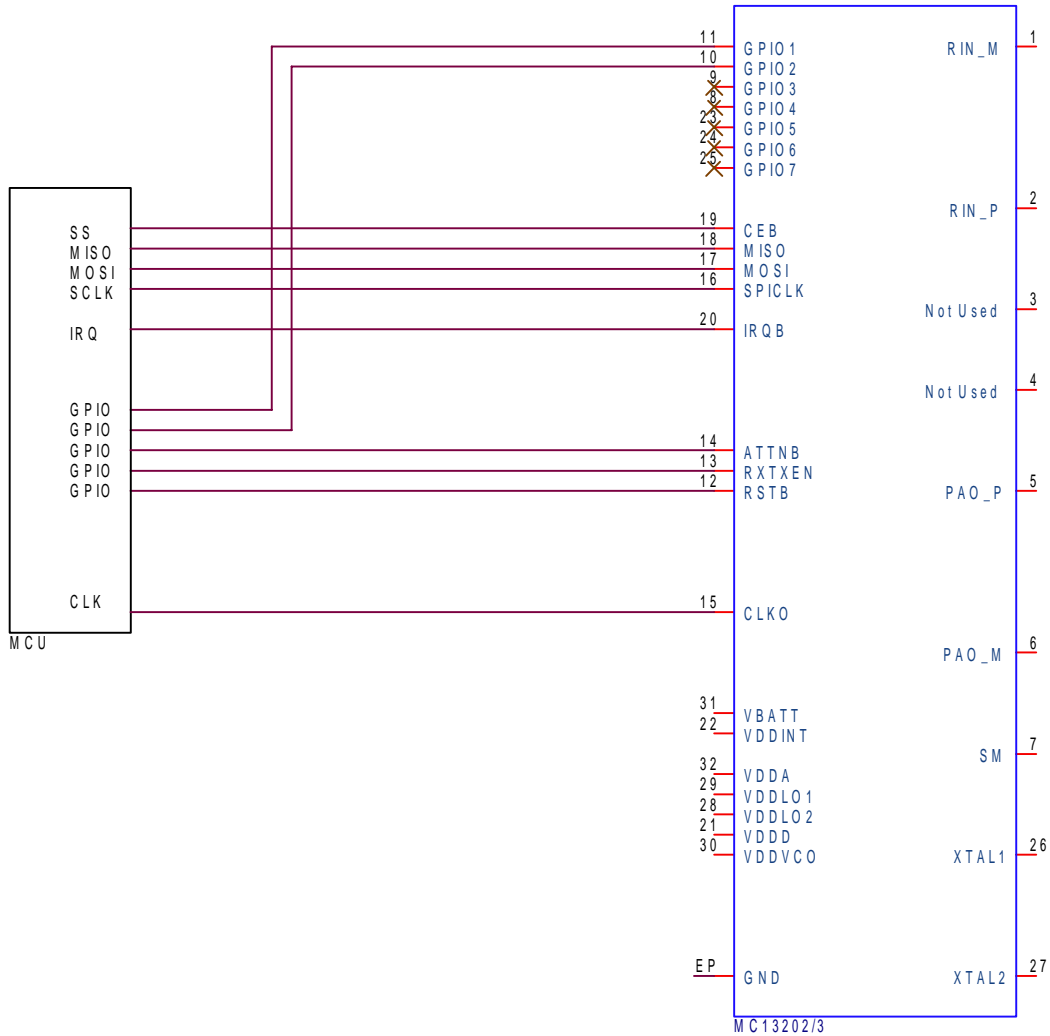 11 GPIO1 RIN_M 1
10 GPIO2
9 GPIO3
8 GPIO4
23 GPIO5
24 GPIO6
25 GPIO7
RIN_P 2
SS 19 CEB
MISO 18 MISO
MOSI 17 MOSI
SCLK 16 SPICLK
Not Used 3
IRQ 20 IRQB
Not Used 4
GPIO
GPIO
GPIO 14 ATTNB
GPIO 13 RXTXEN
GPIO 12 RSTB PAO_P 5
CLK 15 CLKO
MCU
PAO_M 6
31 VBATT
22 VDDINT
SM 7
32 VDDA
29 VDDLO1
28 VDDLO2
21 VDDD
30 VDDVCO XTAL1 26
EP GND XTAL2 27
MC13202/3